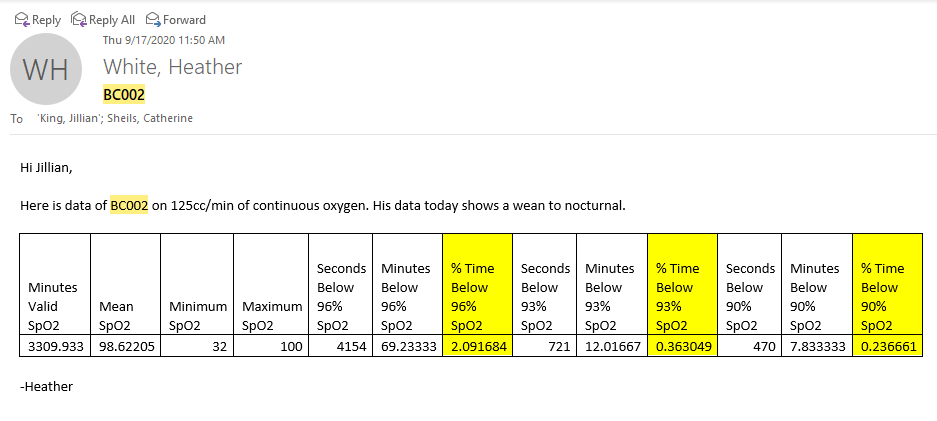 Reply Reply All Forward
Thu 9/17/2020 11:50 AM
WH
White, Heather
BC002
To 'King, Jillian'; Sheils, Catherine
Hi Jillian,
Here is data of BC002 on 125cc/min of continuous oxygen. His data today shows a wean to nocturnal.
Minutes Valid SpO2 Mean SpO2 Minimum SpO2 Maximum SpO2 Seconds Below 96% SpO2 Minutes Below 96% SpO2 % Time Below 96% SpO2 Seconds Below 93% SpO2 Minutes Below 93% SpO2 % Time Below 93% SpO2 Seconds Below 90% SpO2 Minutes Below 90% SpO2 % Time Below 90% SpO2
3309.933 98.62205 32 100 4154 69.23333 2.091684 721 12.01667 0.363049 470 7.833333 0.236661
-Heather